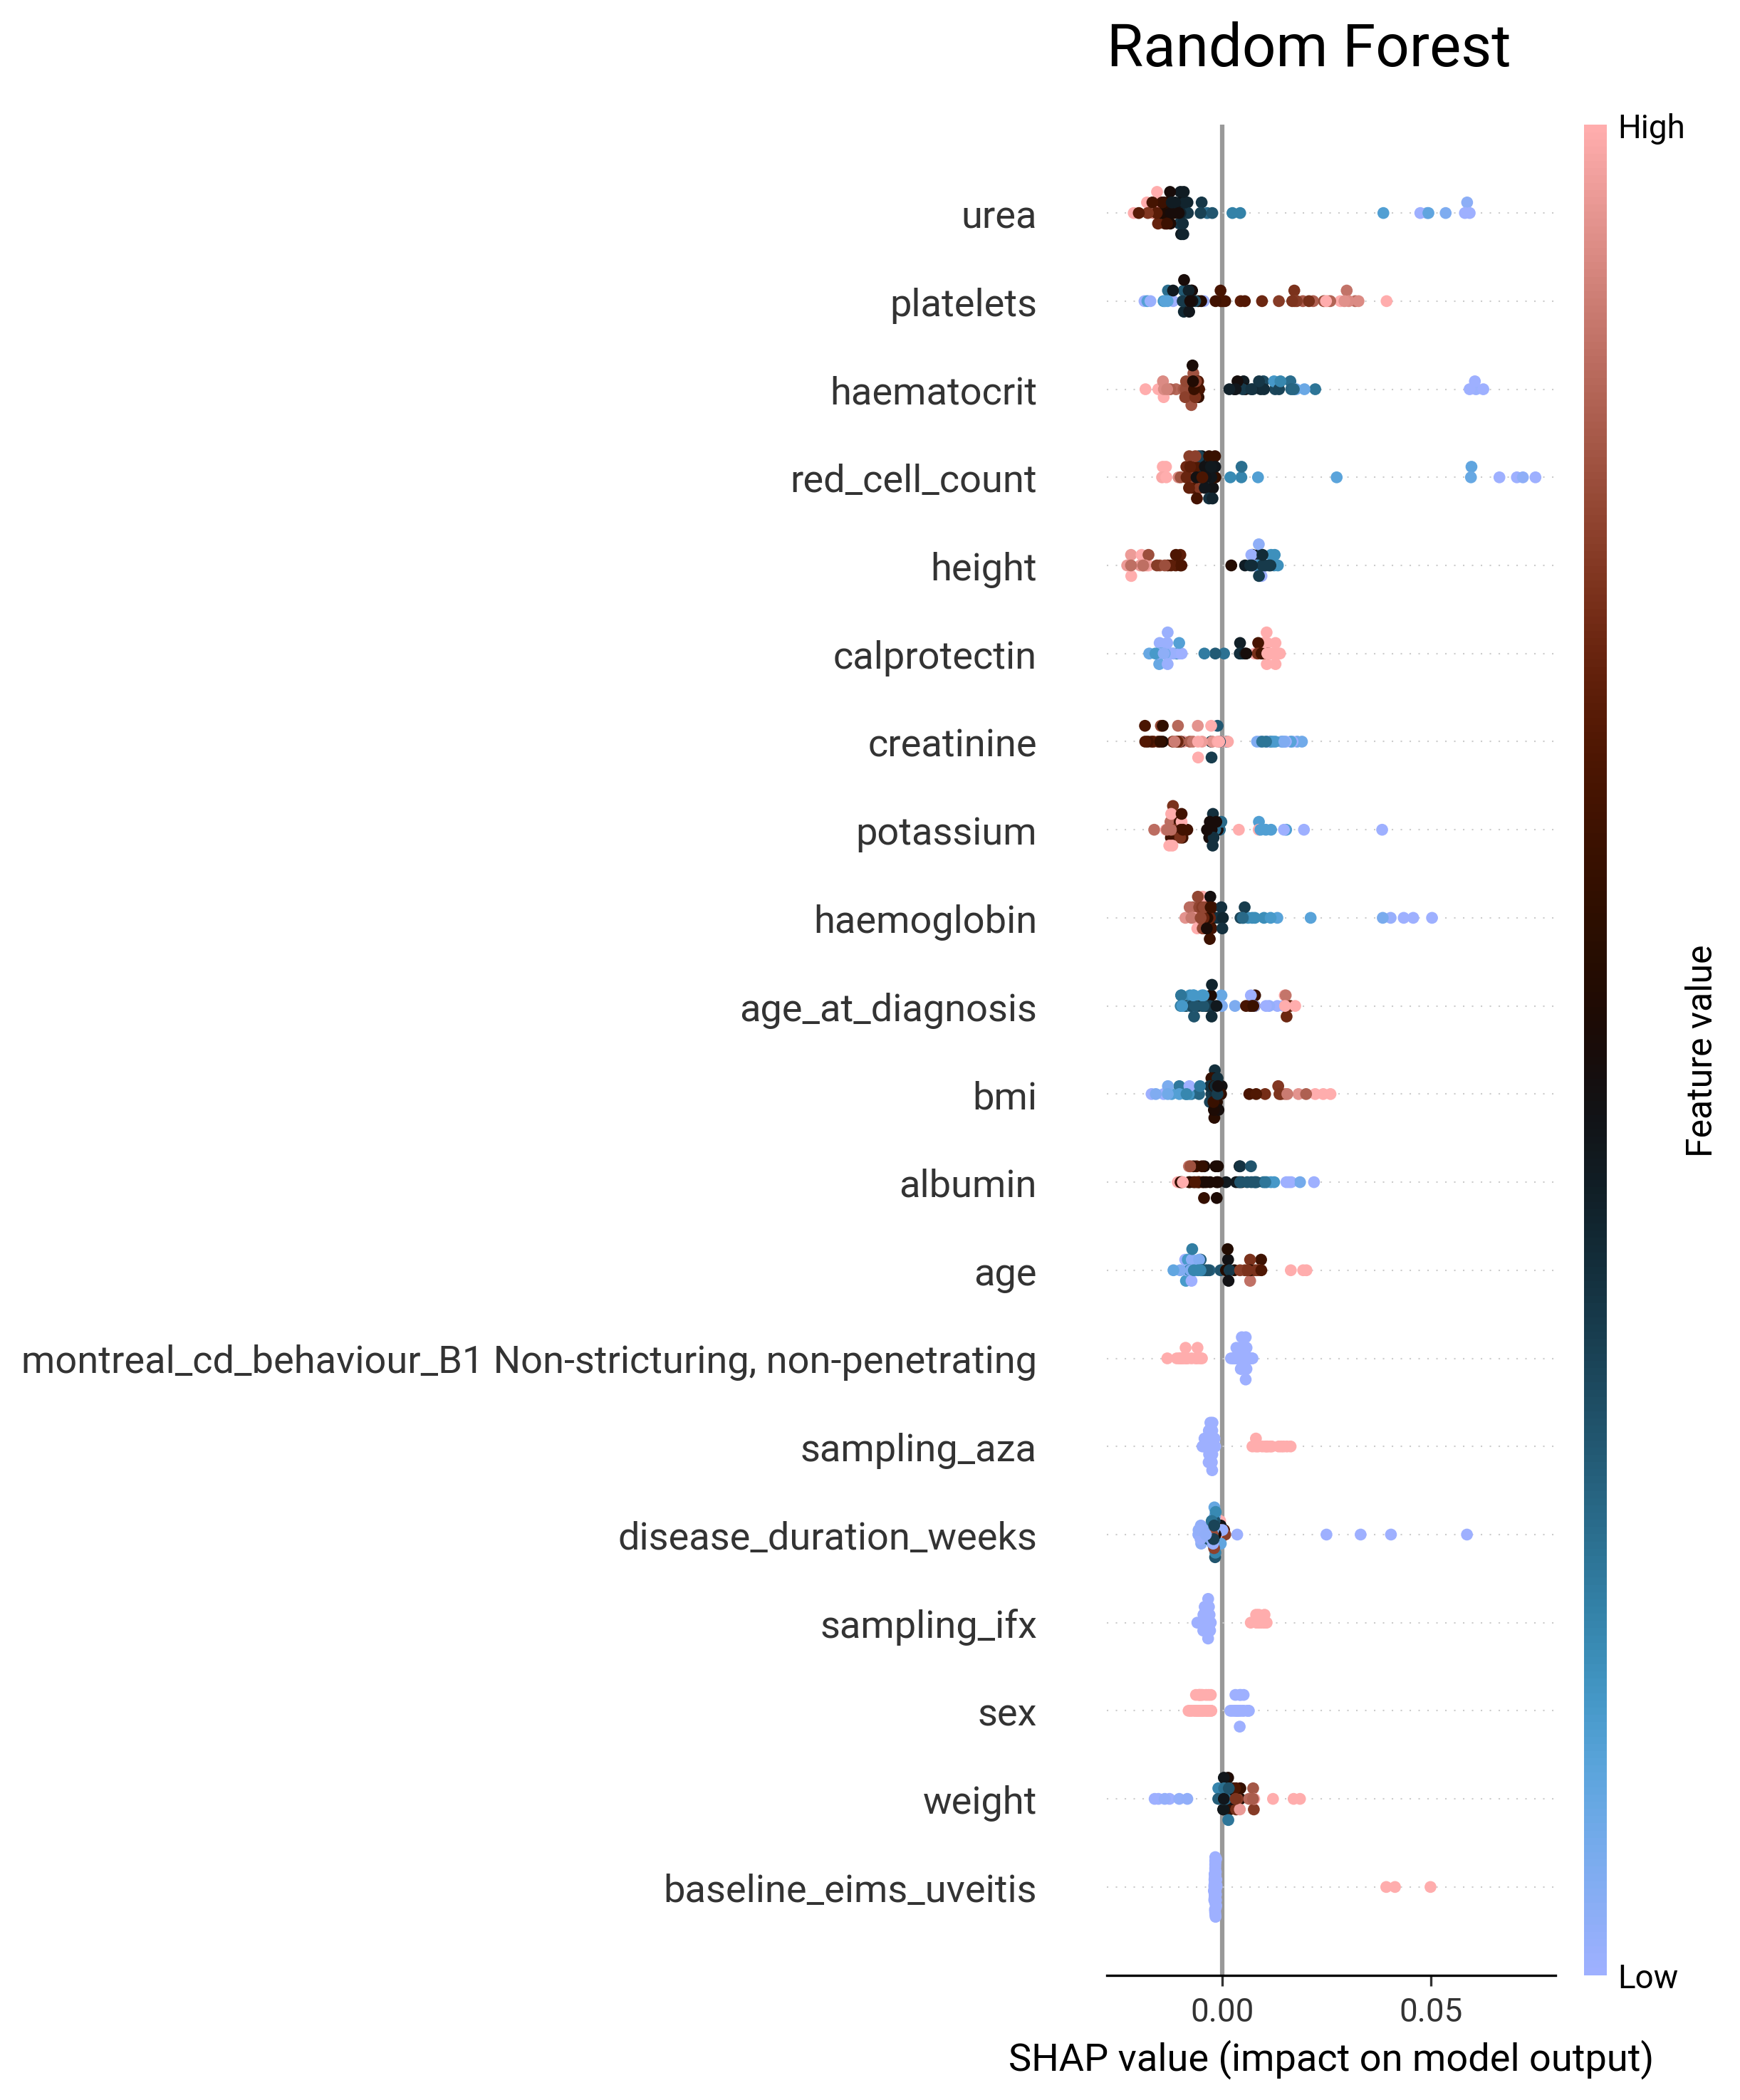 Random Forest
High
urea
platelets
haematocrit
red_cell_count
height
calprotectin
creatinine
potassium
haemoglobin
age_at_diagnosis
bmi
albumin
age
montreal_cd_behaviour_B1 Non-stricturing, non-penetrating
sampling_aza
disease_duration_weeks
sampling_ifx
sex
weight
baseline_eims_uveitis
Feature value
Low
0.00 0.05
SHAP value (impact on model output)